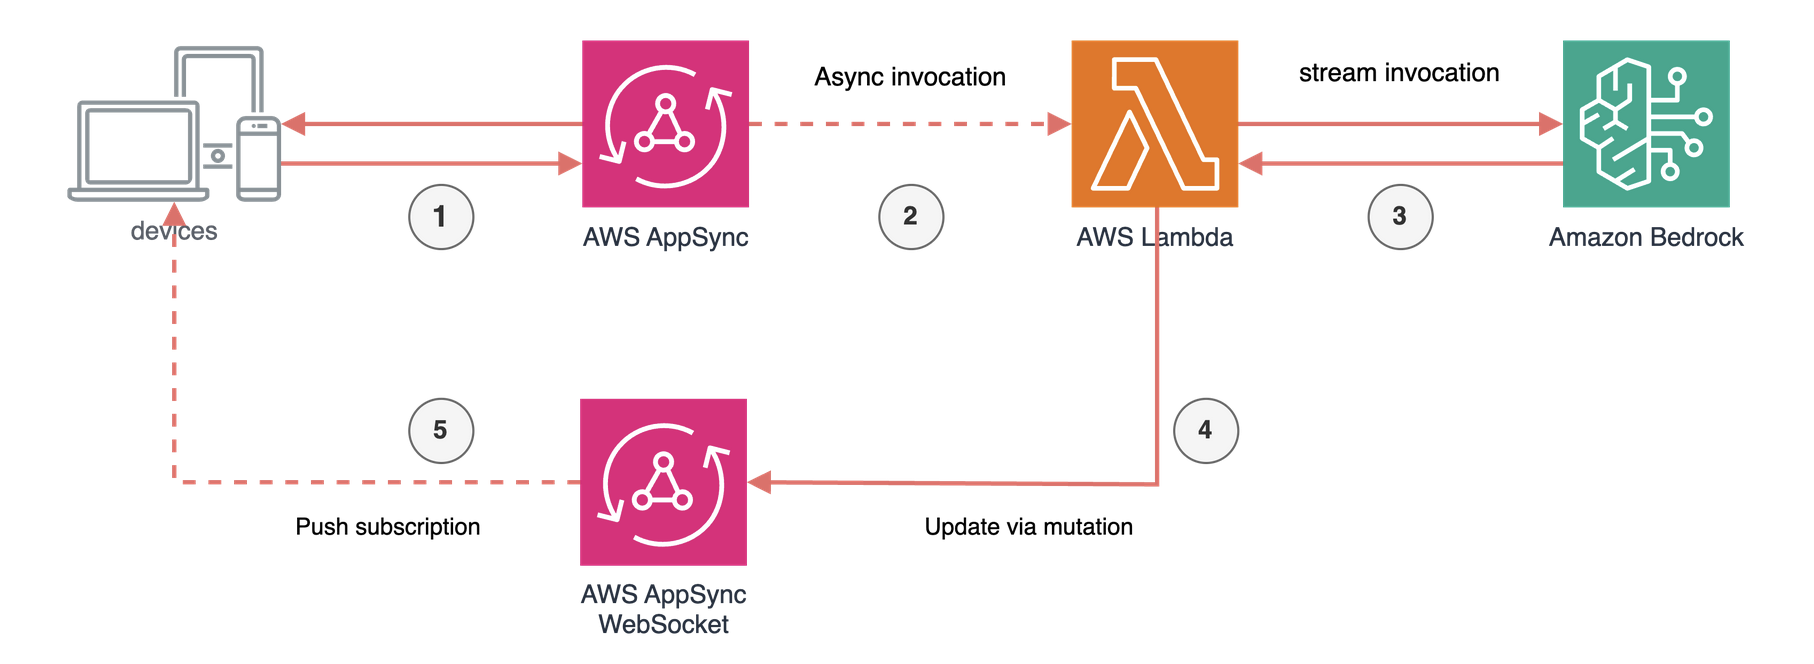 Async invocation
stream invocation
devices
1
AWS AppSync
2
AWS Lambda
3
Amazon Bedrock
5
4
Push subscription
Update via mutation
AWS AppSync
WebSocket